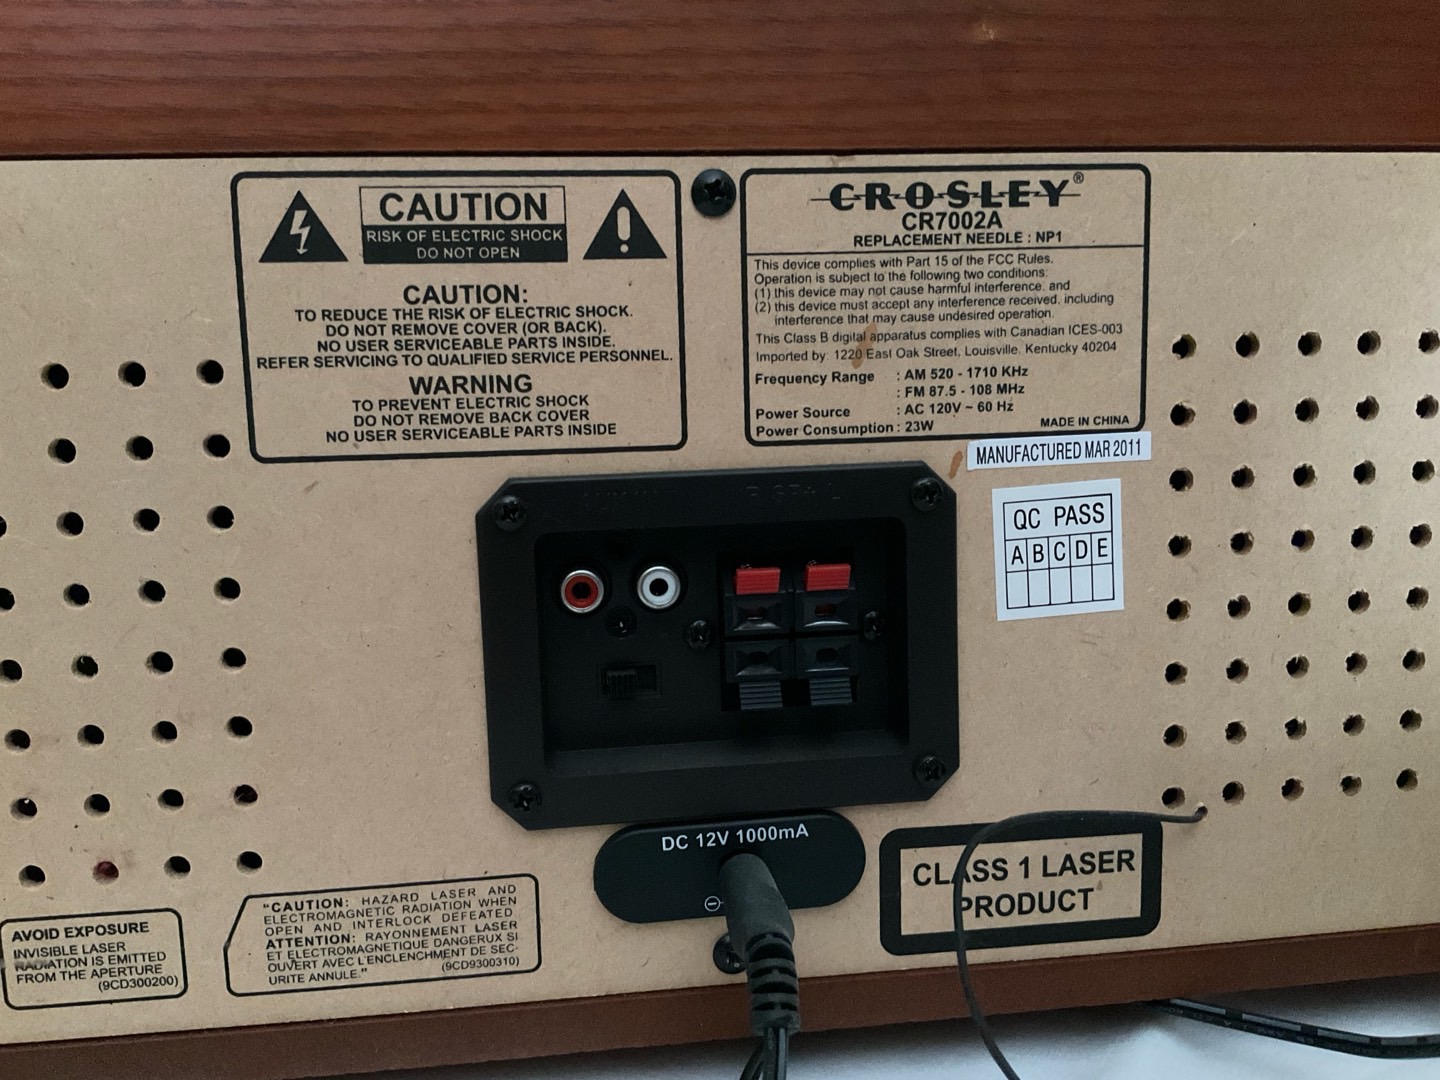 CAUTION
RISK OF ELECTRIC SHOCK
DO NOT OPEN
CAUTION:
TO REDUCE THE RISK OF ELECTRIC SHOCK.
DO NOT REMOVE COVER (OR BACK).
NO USER SERVICEABLE PARTS INSIDE.
REFER SERVICING TO QUALIFIED SERVICE PERSONNEL.
WARNING
TO PREVENT ELECTRIC SHOCK
DO NOT REMOVE BACK COVER
NO USER SERVICEABLE PARTS INSIDE
CROSLEY®
CR7002A
REPLACEMENT NEEDLE : NP1
This device complies with Part 15 of the FCC Rules.
Operation is subject to the following two conditions:
(1) this device may not cause harmful interference. and
(2) this device must accept any interference received. including
interference that may cause undesired operation.
This Class B digital apparatus complies with Canadian ICES-003
Imported by: 1220 East Oak Street, Louisville. Kentucky 40204
Frequency Range : AM 520 - 1710 KHz
: FM 87.5 - 108 MHz
Power Source : AC 120V ~ 60 Hz
Power Consumption : 23W MADE IN CHINA
MANUFACTURED MAR 2011
QC PASS
A B C D E
DC 12V 1000mA
CLASS 1 LASER
PRODUCT
"CAUTION: HAZARD LASER AND
ELECTROMAGNETIC RADIATION WHEN
OPEN AND INTERLOCK DEFEATED
ATTENTION: RAYONNEMENT LASER
ET ELECTROMAGNETIQUE DANGERUX SI
OUVERT AVEC L'ENCLENCHMENT DE SEC-
URITE ANNULE." (9CD9300310)
AVOID EXPOSURE
INVISIBLE LASER
RADIATION IS EMITTED
FROM THE APERTURE
(9CD300200)